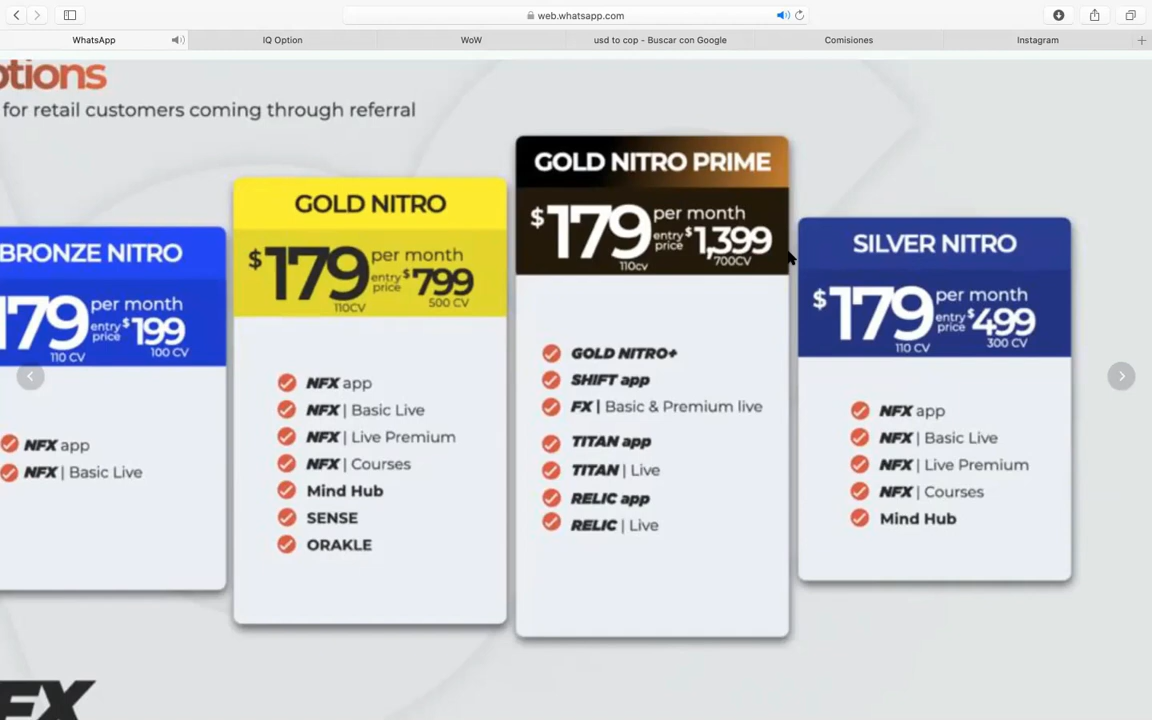 web.whatsapp.com
WhatsApp
IQ Option
WoW
usd to cop - Buscar con Google
Comisiones
Instagram
ptions
for retail customers coming through referral
BRONZE NITRO
179 per month
entry price $199
110 CV
100 CV
NFX app
NFX | Basic Live
GOLD NITRO
$179 per month
entry price $799
110CV
500 CV
NFX app
NFX | Basic Live
NFX | Live Premium
NFX | Courses
Mind Hub
SENSE
ORAKLE
GOLD NITRO PRIME
$179 per month
entry price $1,399
110cv
700CV
GOLD NITRO+
SHIFT app
FX | Basic & Premium live
TITAN app
TITAN | Live
RELIC app
RELIC | Live
SILVER NITRO
$179 per month
entry price $499
110 CV
300 CV
NFX app
NFX | Basic Live
NFX | Live Premium
NFX | Courses
Mind Hub
FX